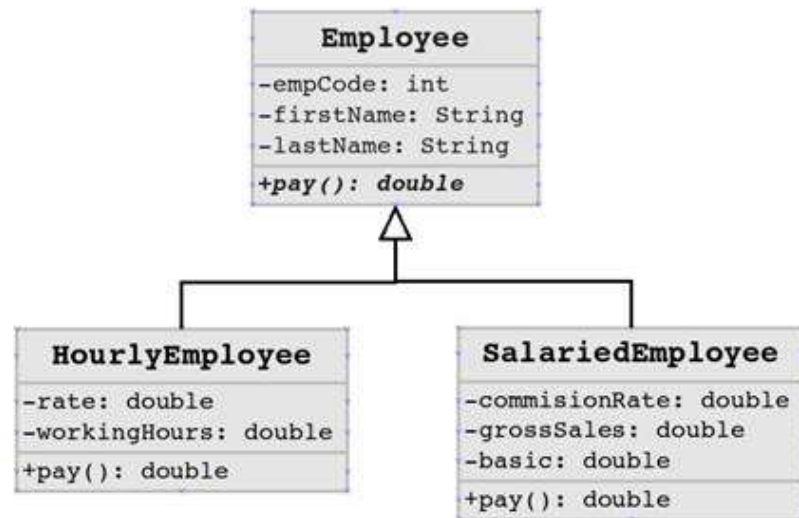 Employee
-empCode: int
-firstName: String
-lastName: String
+pay(): double
HourlyEmployee
-rate: double
-workingHours: double
+pay(): double
SalariedEmployee
-commisionRate: double
-grossSales: double
-basic: double
+pay(): double